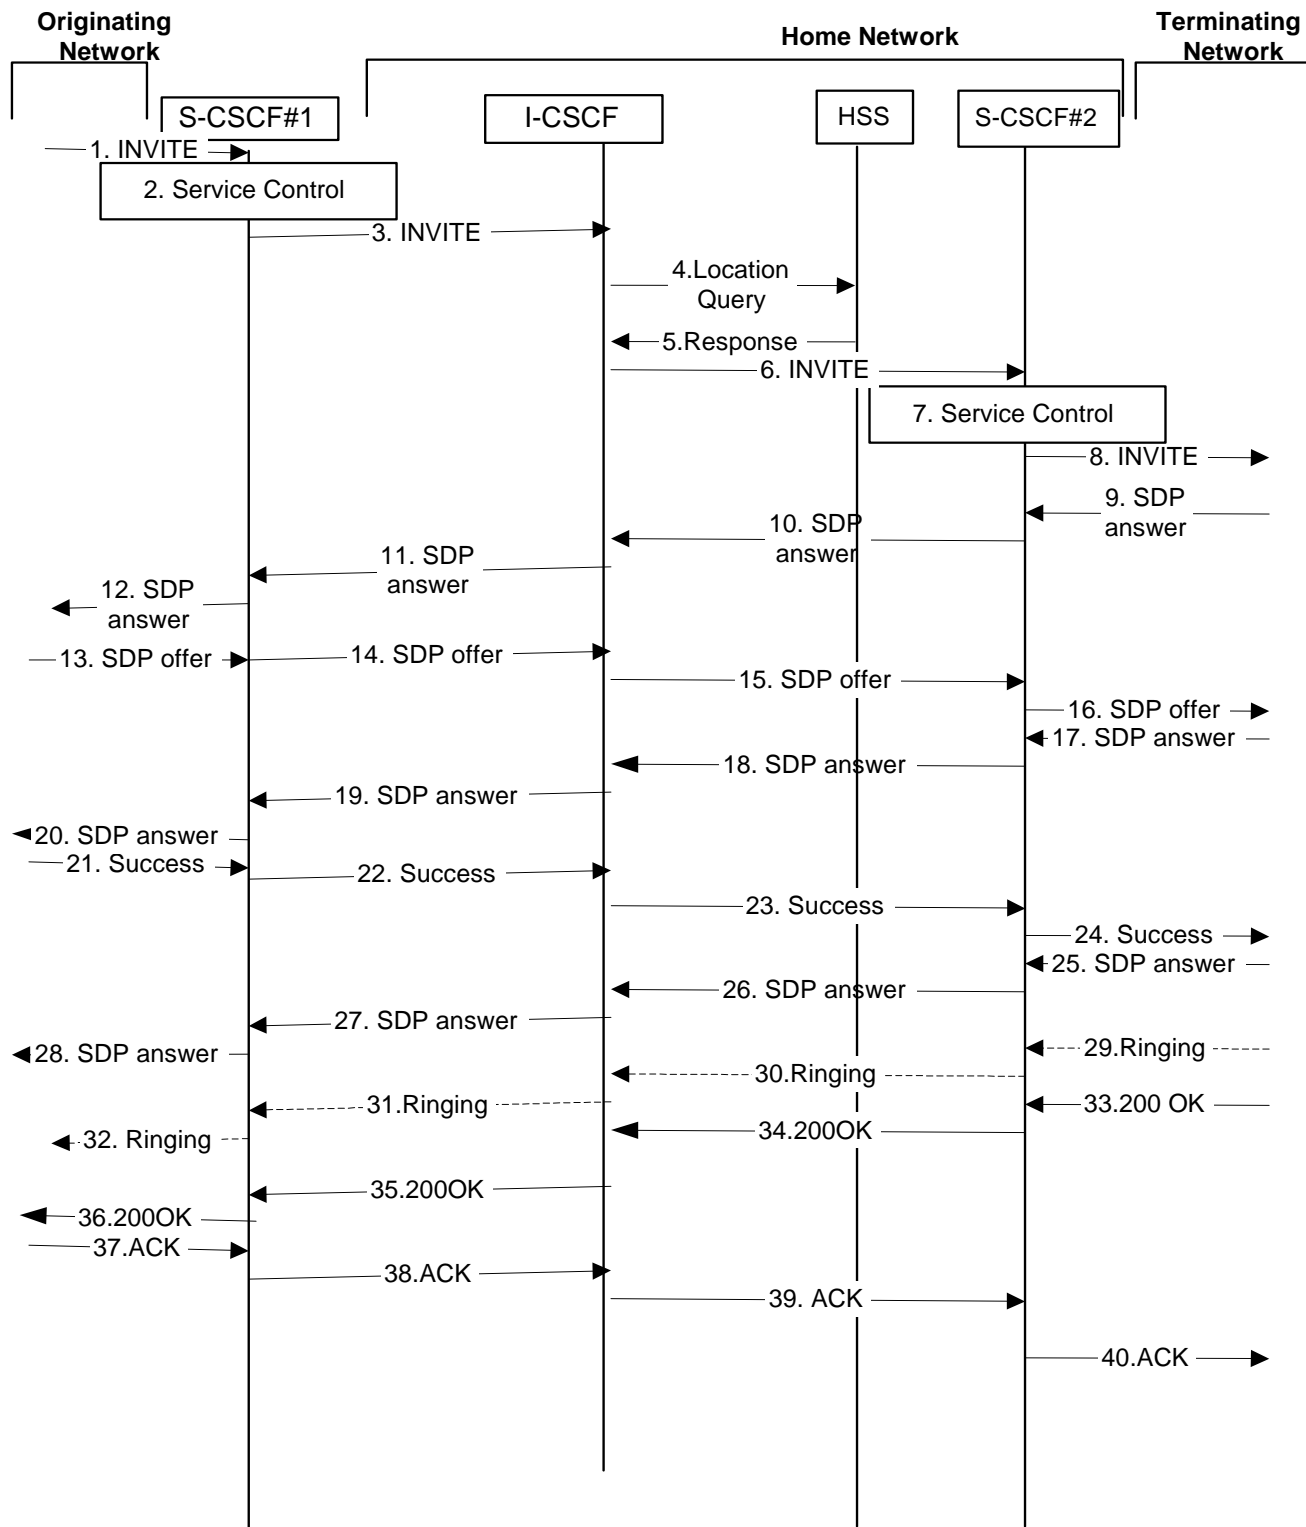 Originating
Network
Home Network
Terminating
Network
S-CSCF#1
I-CSCF
HSS
S-CSCF#2
1. INVITE
2. Service Control
3. INVITE
4.Location
Query
5.Response
6. INVITE
7. Service Control
8. INVITE
9. SDP
answer
10. SDP
answer
11. SDP
answer
12. SDP
answer
13. SDP offer
14. SDP offer
15. SDP offer
16. SDP offer
17. SDP answer
18. SDP answer
19. SDP answer
20. SDP answer
21. Success
22. Success
23. Success
24. Success
25. SDP answer
26. SDP answer
27. SDP answer
28. SDP answer
29.Ringing
30.Ringing
31.Ringing
32. Ringing
33.200 OK
34.200OK
35.200OK
36.200OK
37.ACK
38.ACK
39. ACK
40.ACK